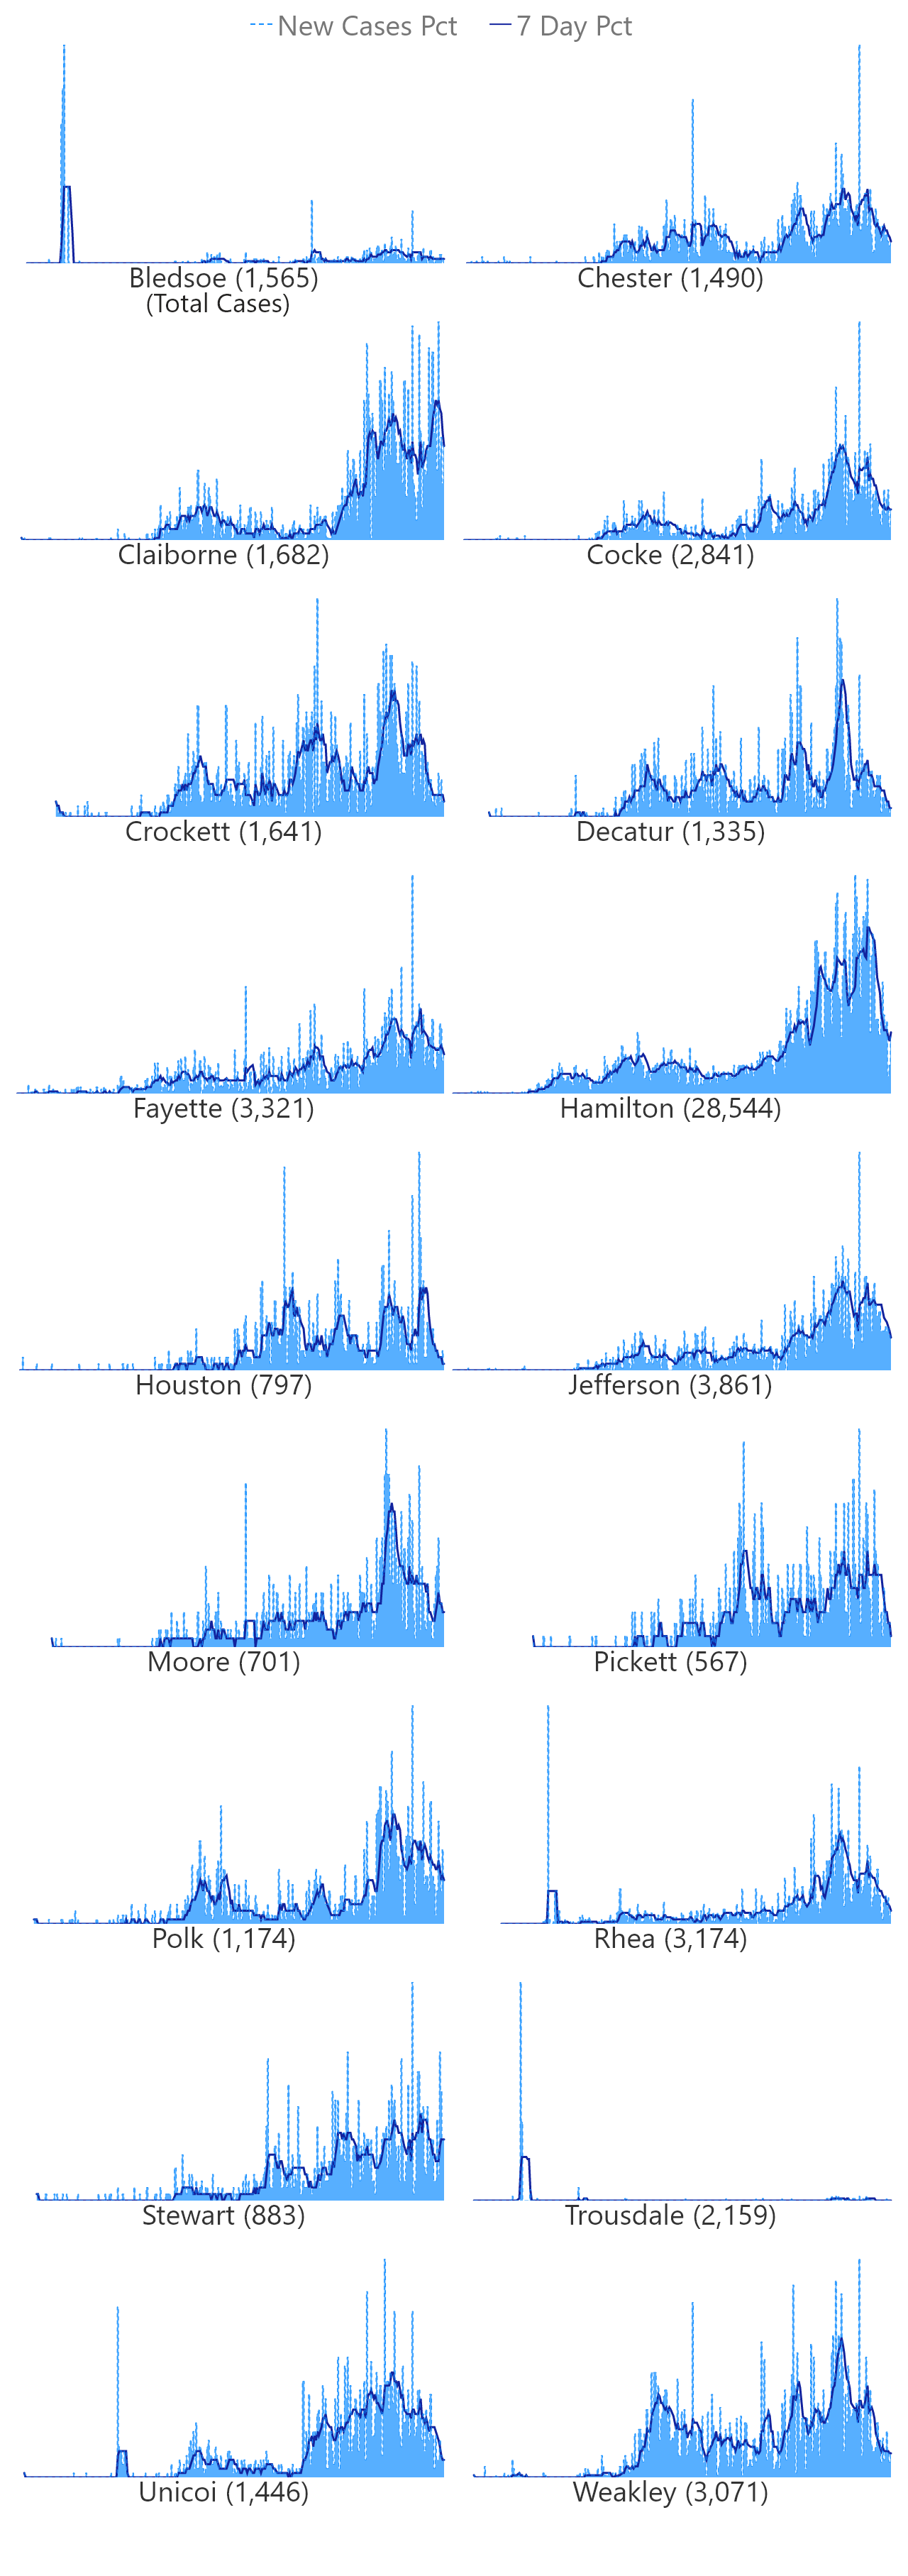 New Cases Pct 7 Day Pct
Bledsoe (1,565) Chester (1,490)
(Total Cases)
Claiborne (1,682) Cocke (2,841)
Crockett (1,641) Decatur (1,335)
Fayette (3,321) Hamilton (28,544)
Houston (797) Jefferson (3,861)
Moore (701) Pickett (567)
Polk (1,174) Rhea (3,174)
Stewart (883) Trousdale (2,159)
Unicoi (1,446) Weakley (3,071)